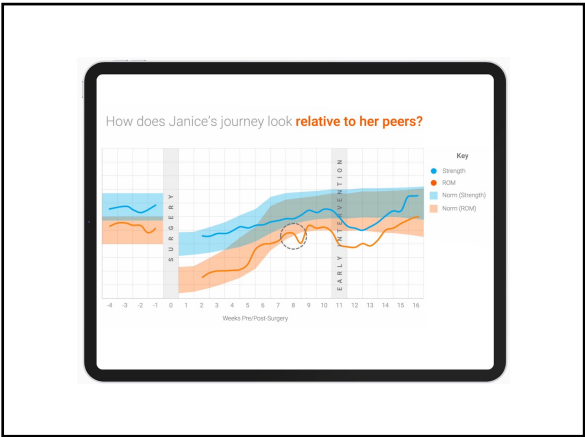 How does Janice's journey look relative to her peers?
Key
Strength
ROM
Norm (Strength)
Norm (ROM)
SURGERY
EARLY INTERVENTION
-4 -3 -2 -1 0 1 2 3 4 5 6 7 8 9 10 11 12 13 14 15 16
Weeks Pre/Post-Surgery